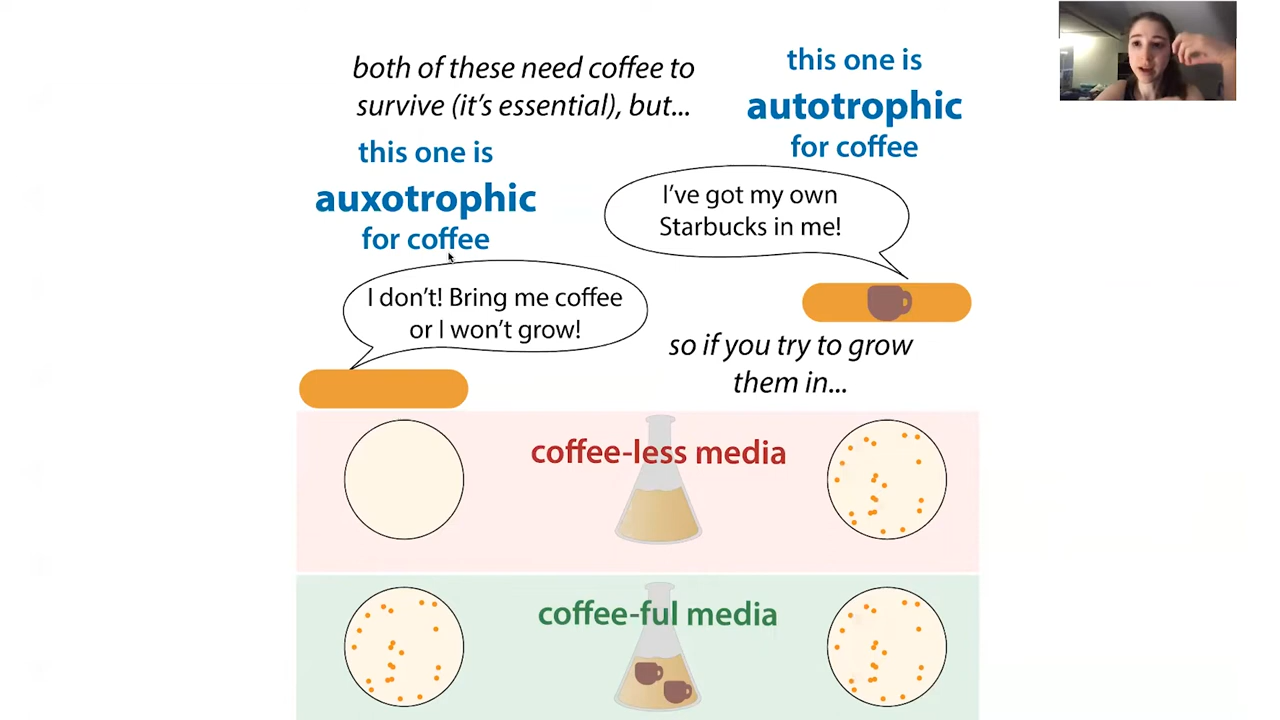 both of these need coffee to
survive (it's essential), but...
this one is
auxotrophic
for coffee
I don't! Bring me coffee
or I won't grow!
this one is
autotrophic
for coffee
I've got my own
Starbucks in me!
so if you try to grow
them in...
coffee-less media
coffee-ful media